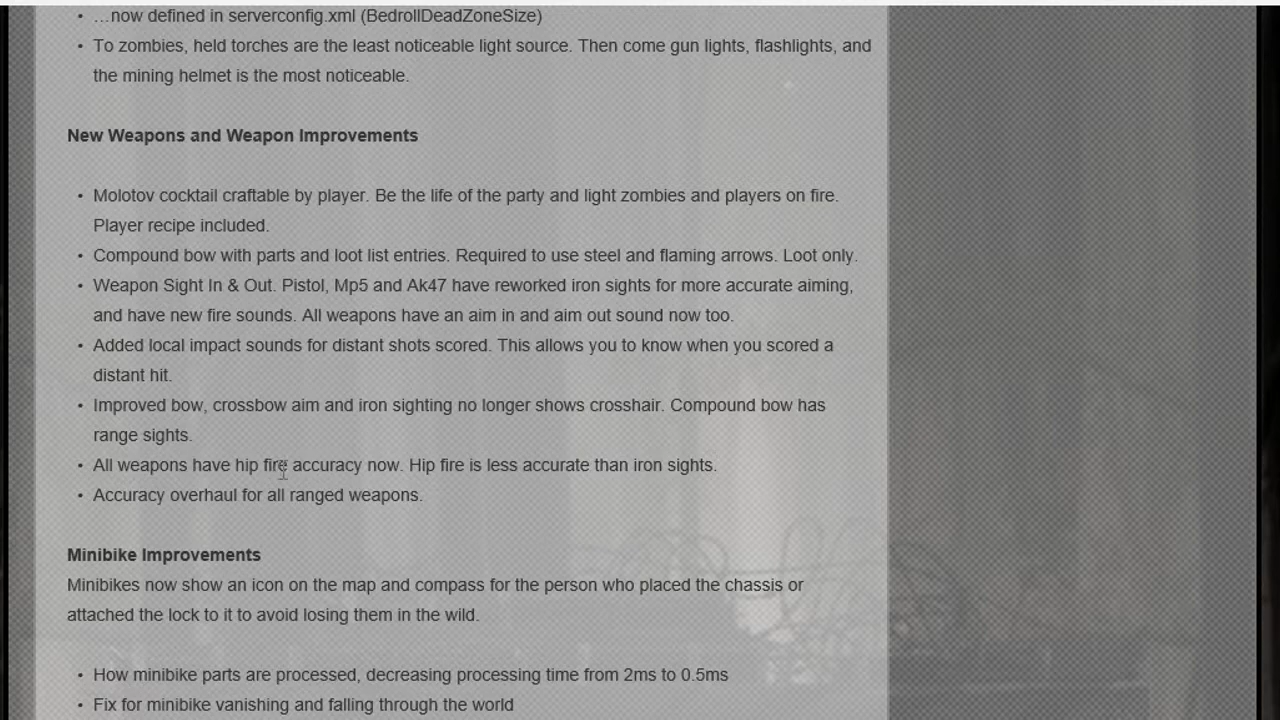 • …now defined in serverconfig.xml (BedrollDeadZoneSize)
• To zombies, held torches are the least noticeable light source. Then come gun lights, flashlights, and
the mining helmet is the most noticeable.
New Weapons and Weapon Improvements
• Molotov cocktail craftable by player. Be the life of the party and light zombies and players on fire.
Player recipe included.
• Compound bow with parts and loot list entries. Required to use steel and flaming arrows. Loot only.
• Weapon Sight In & Out. Pistol, Mp5 and Ak47 have reworked iron sights for more accurate aiming,
and have new fire sounds. All weapons have an aim in and aim out sound now too.
• Added local impact sounds for distant shots scored. This allows you to know when you scored a
distant hit.
• Improved bow, crossbow aim and iron sighting no longer shows crosshair. Compound bow has
range sights.
• All weapons have hip fire accuracy now. Hip fire is less accurate than iron sights.
• Accuracy overhaul for all ranged weapons.
Minibike Improvements
Minibikes now show an icon on the map and compass for the person who placed the chassis or
attached the lock to it to avoid losing them in the wild.
• How minibike parts are processed, decreasing processing time from 2ms to 0.5ms
• Fix for minibike vanishing and falling through the world